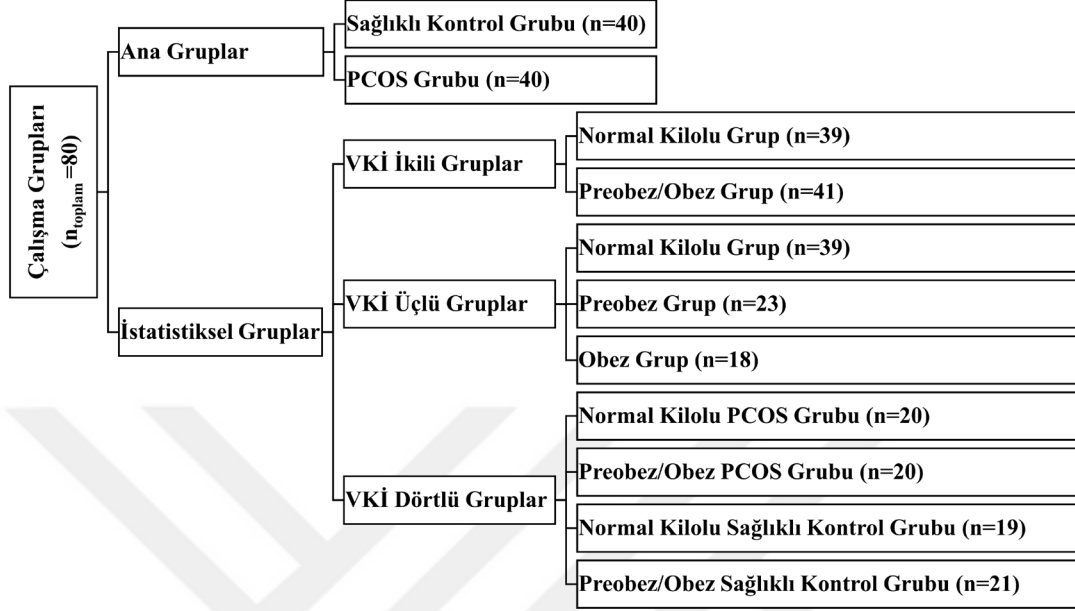 Çalışma Grupları
(ntoplam =80)
Ana Gruplar
Sağlıklı Kontrol Grubu (n=40)
PCOS Grubu (n=40)
İstatistiksel Gruplar
VKİ İkili Gruplar
Normal Kilolu Grup (n=39)
Preobez/Obez Grup (n=41)
VKİ Üçlü Gruplar
Normal Kilolu Grup (n=39)
Preobez Grup (n=23)
Obez Grup (n=18)
VKİ Dörtlü Gruplar
Normal Kilolu PCOS Grubu (n=20)
Preobez/Obez PCOS Grubu (n=20)
Normal Kilolu Sağlıklı Kontrol Grubu (n=19)
Preobez/Obez Sağlıklı Kontrol Grubu (n=21)